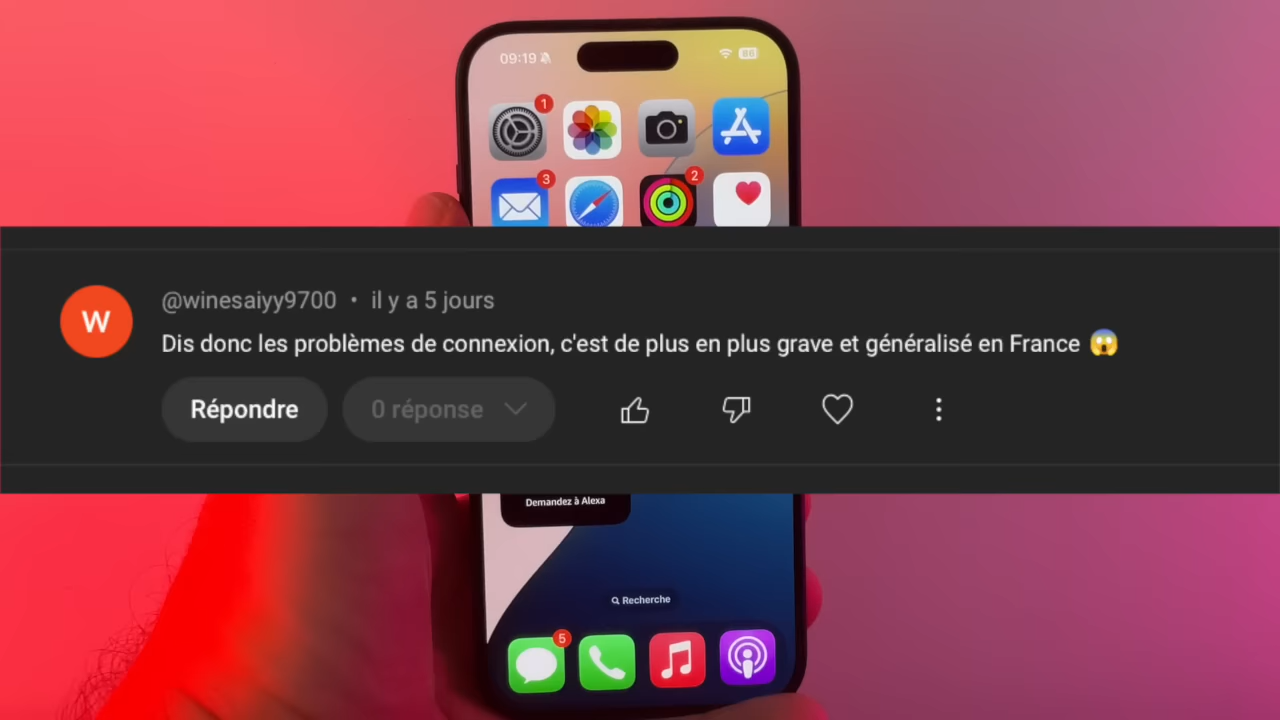 09:19
86
1
3
2
W
@winesaiyy9700 • il y a 5 jours
Dis donc les problèmes de connexion, c'est de plus en plus grave et généralisé en France 😱
Répondre
0 réponse
Demandez à Alexa
Recherche
5